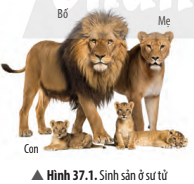 Bố
Mẹ
Con
▲ Hình 37.1. Sinh sản ở sư tử